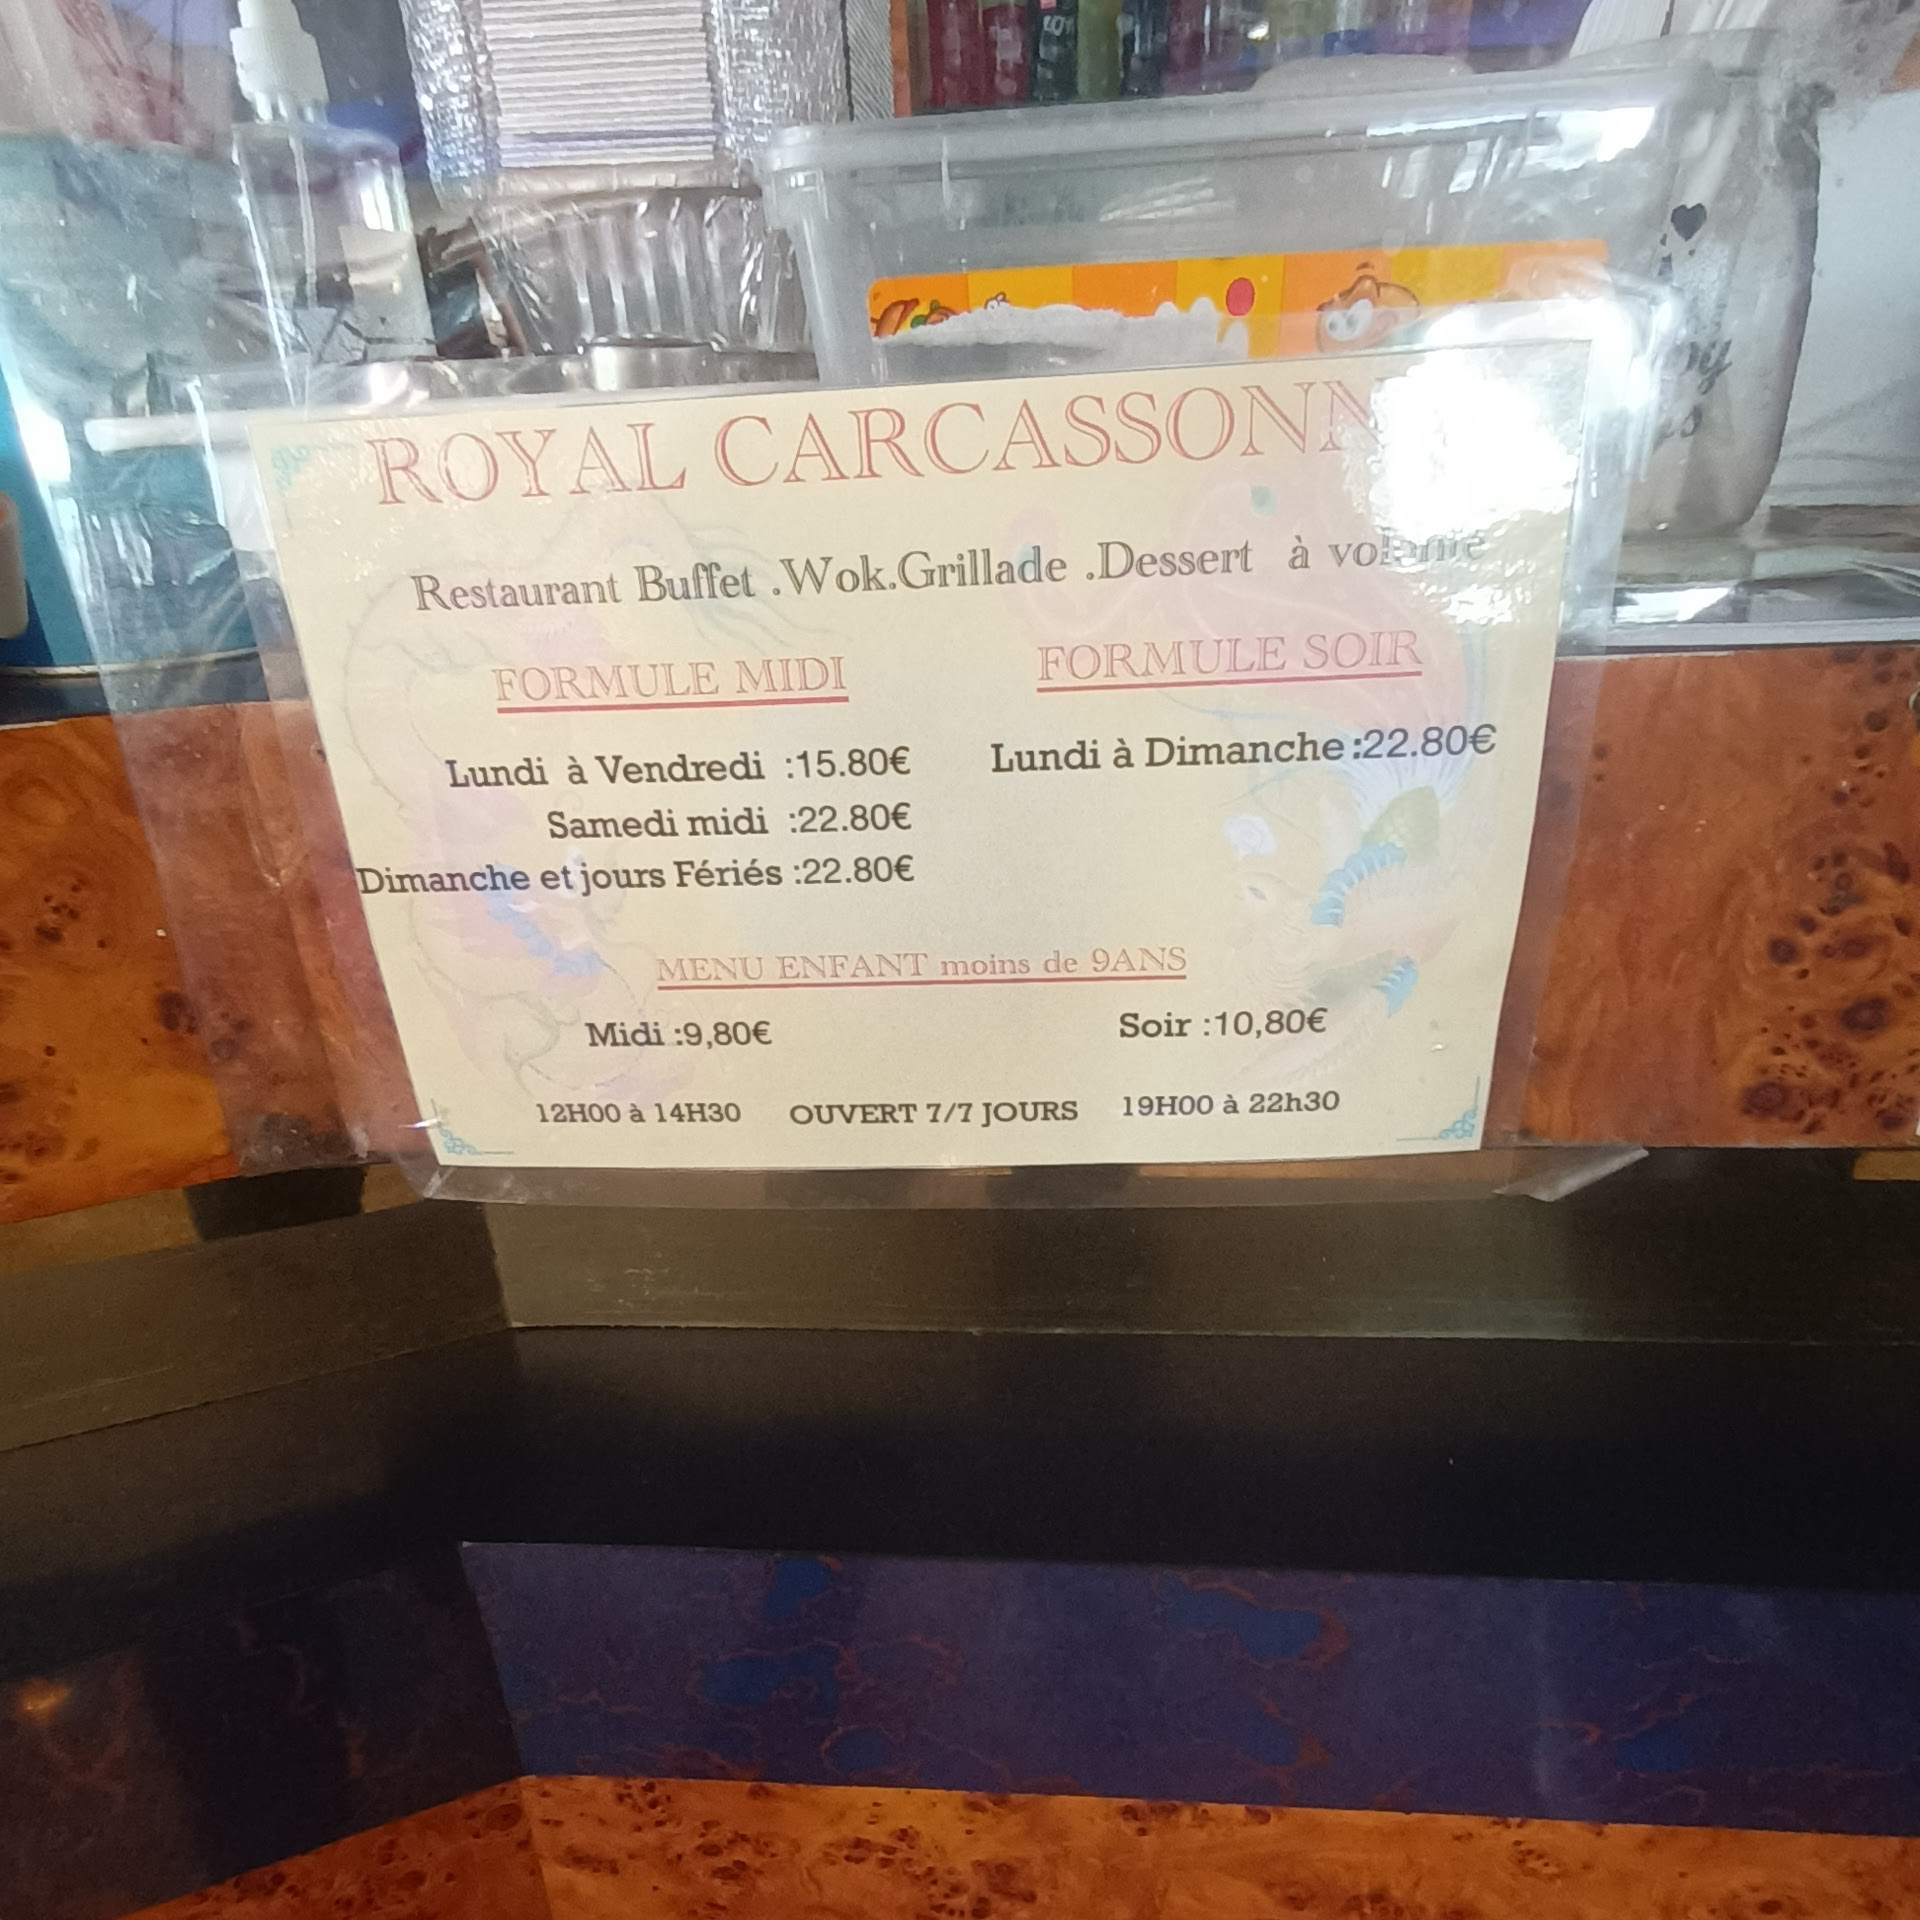 ROYAL
Restaurant Buffet .Wok.Grillade .Dessert à
FORMULE MIDI
FORMULE SOIR
Lundi à Vendredi :15.80€
Lundi à Dimanche :22.80€
Samedi midi :22.80€
Dimanche et jours Fériés :22.80€
MENU ENFANT moins de 9ANS
Midi :9,80€
Soir :10,80€
12H00 à 14H30 OUVERT 7/7 JOURS 19H00 à 22h30